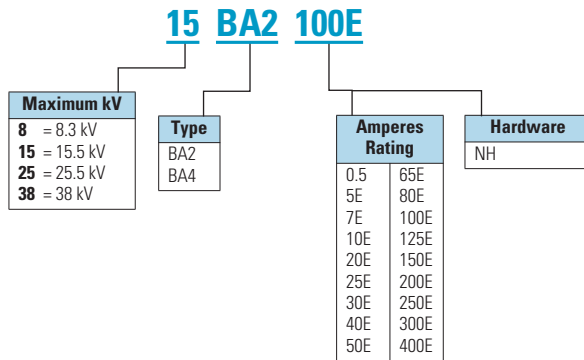 15 BA2 100E
Maximum kV
8 = 8.3 kV
15 = 15.5 kV
25 = 25.5 kV
38 = 38 kV
Type
BA2
BA4
Amperes
Rating
0.5 65E
5E 80E
7E 100E
10E 125E
20E 150E
25E 200E
30E 250E
40E 300E
50E 400E
Hardware
NH